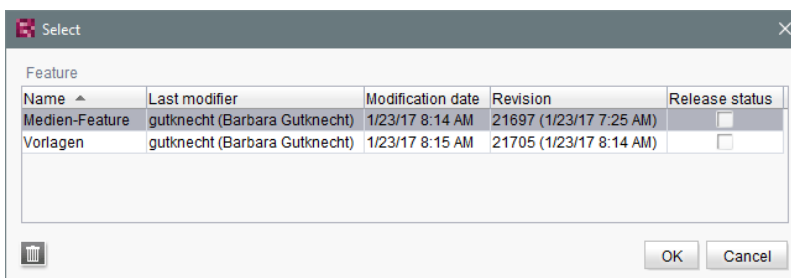 Select
Feature
Name Last modifier Modification date Revision Release status
Medien-Feature gutknecht (Barbara Gutknecht) 1/23/17 8:14 AM 21697 (1/23/17 7:25 AM)
Vorlagen gutknecht (Barbara Gutknecht) 1/23/17 8:15 AM 21705 (1/23/17 8:14 AM)
OK Cancel